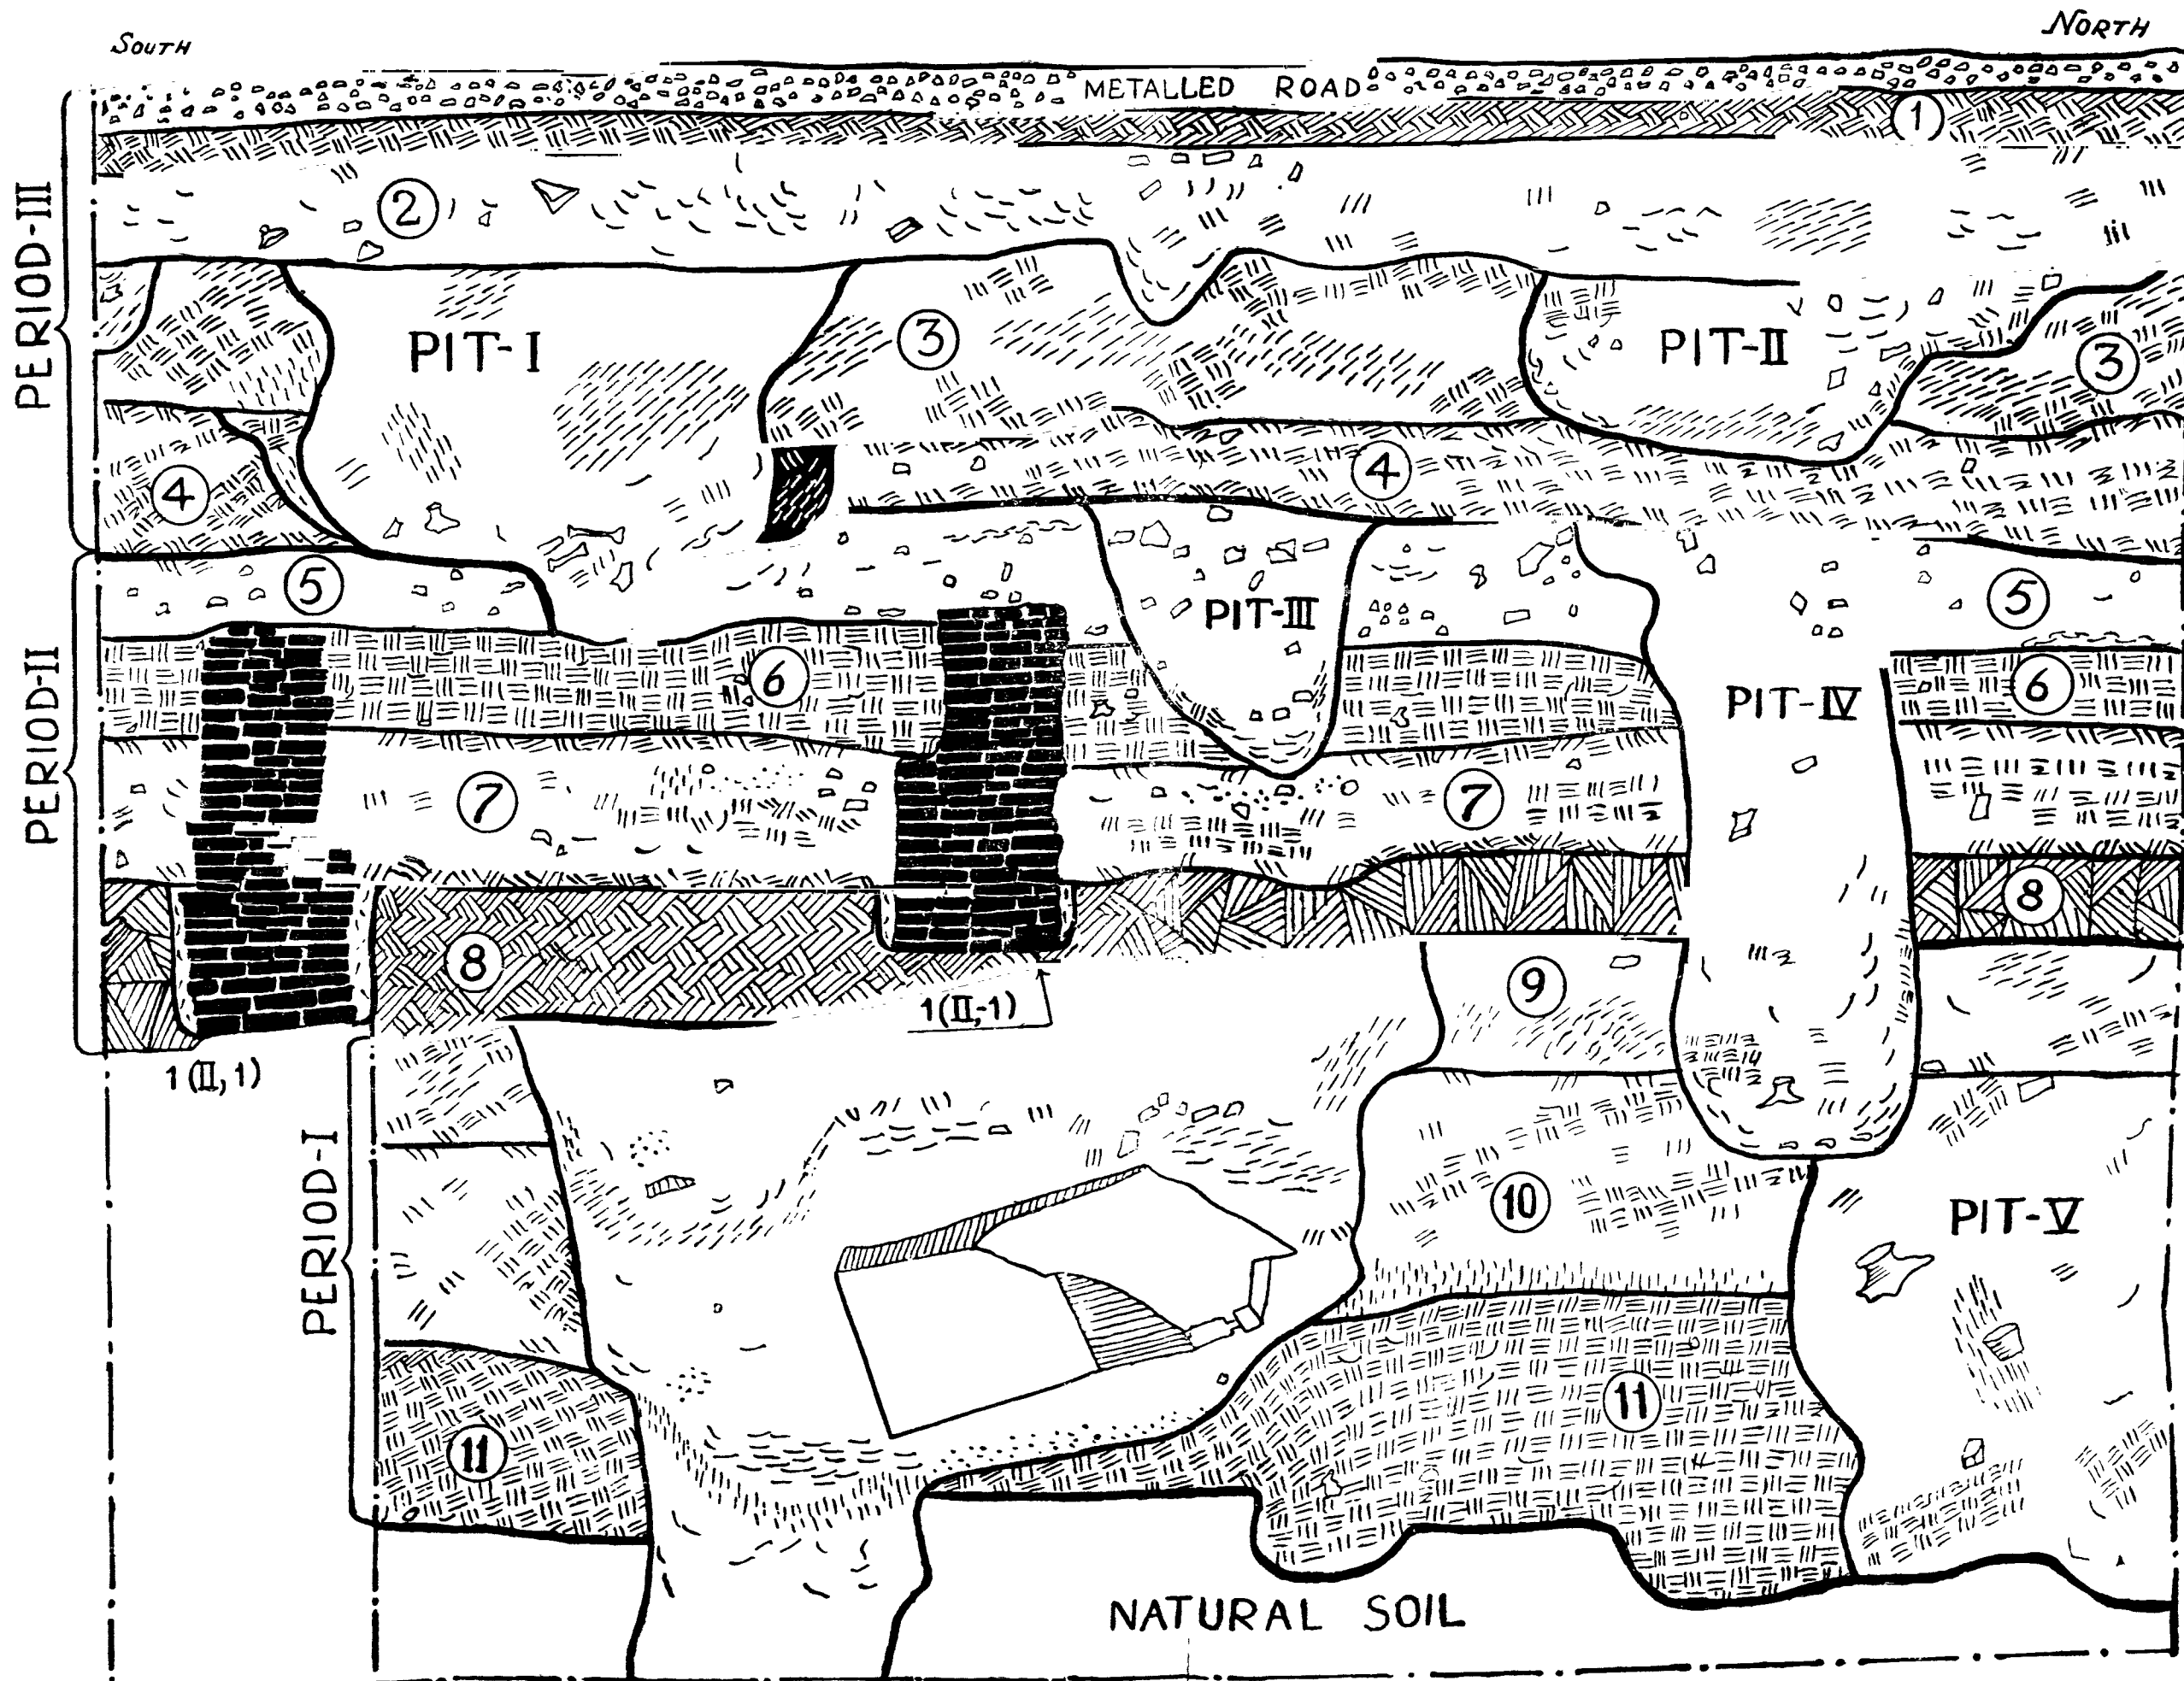 SOUTH
NORTH
METALLED ROAD
1
PERIOD-III
2
PIT-I
3
PIT-II
3
4
4
5
PIT-III
5
PERIOD-II
6
PIT-IV
6
7
7
8
8
9
1(II,-1)
1(II,1)
PERIOD-I
10
PIT-V
11
11
NATURAL SOIL